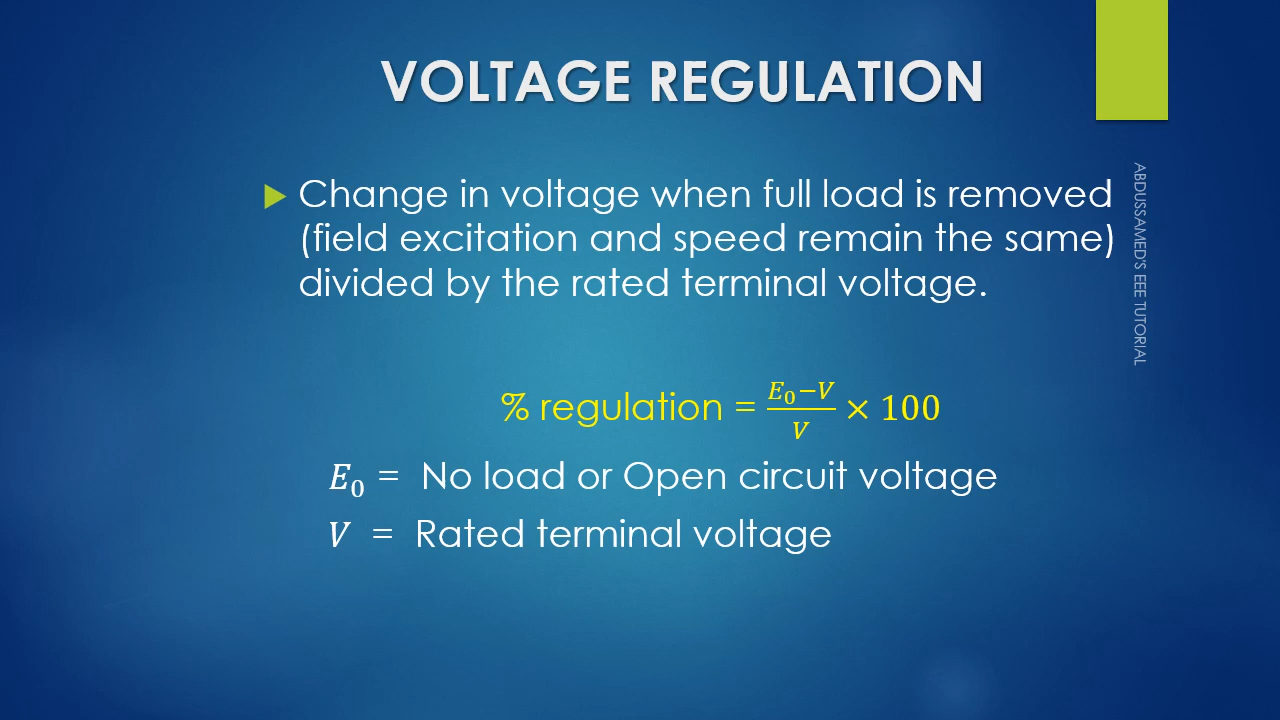 VOLTAGE REGULATION
Change in voltage when full load is removed
(field excitation and speed remain the same)
divided by the rated terminal voltage.
% regulation = \frac{E_0 − V}{V} × 100
E₀ = No load or Open circuit voltage
V = Rated terminal voltage
ABDUSSAMED'S EEE TUTORIAL